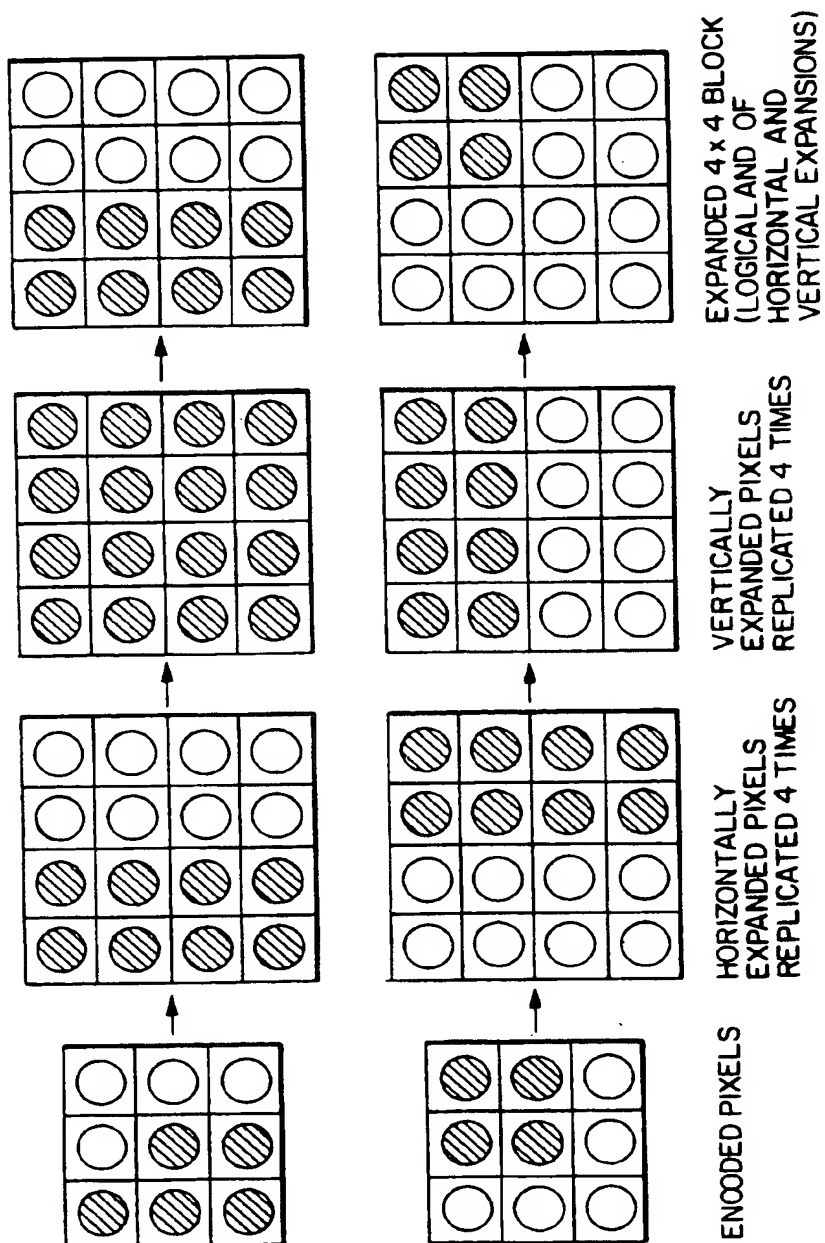 ENCODED PIXELS
HORIZONTALLY
EXPANDED PIXELS
REPLICATED 4 TIMES
VERTICALLY
EXPANDED PIXELS
REPLICATED 4 TIMES
EXPANDED 4 x 4 BLOCK
(LOGICAL AND OF
HORIZONTAL AND
VERTICAL EXPANSIONS)